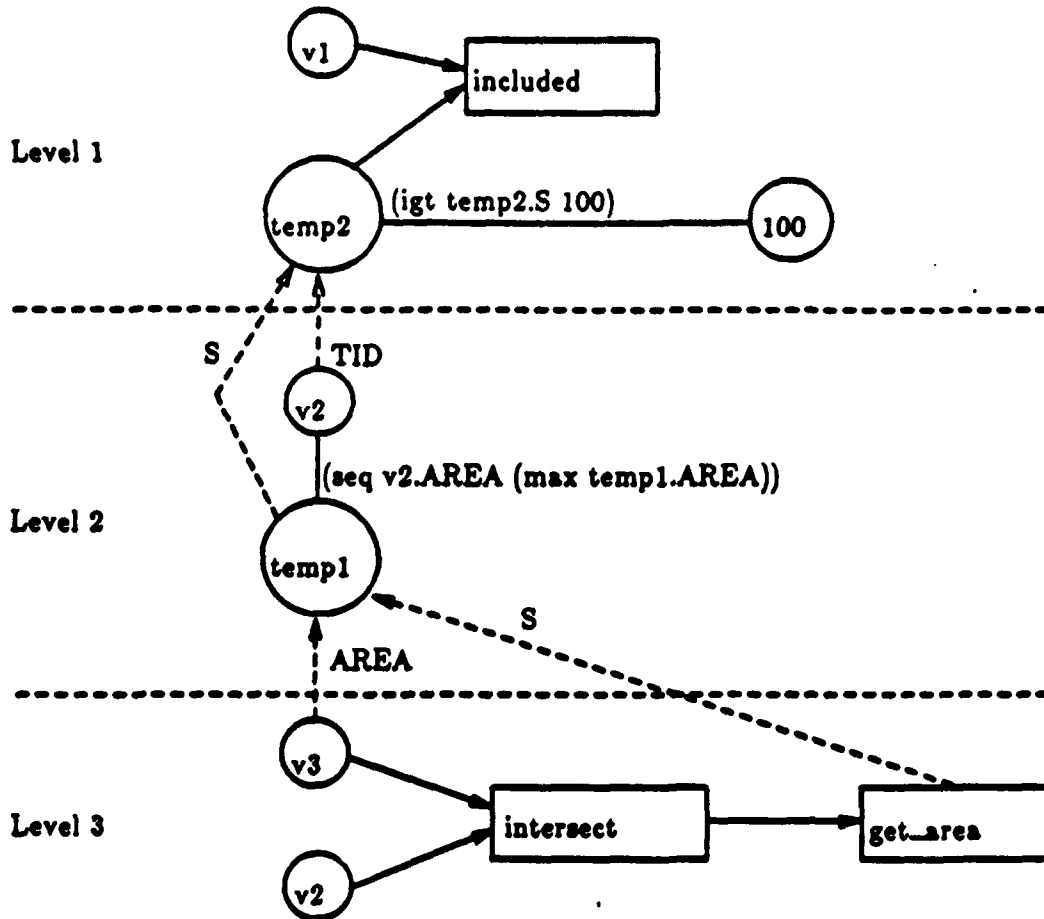 v1
included
Level 1
temp2
(igt temp2.S 100)
100
S
TID
v2
(seq v2.AREA (max temp1.AREA))
Level 2
temp1
S
AREA
v3
Level 3
intersect
get_area
v2